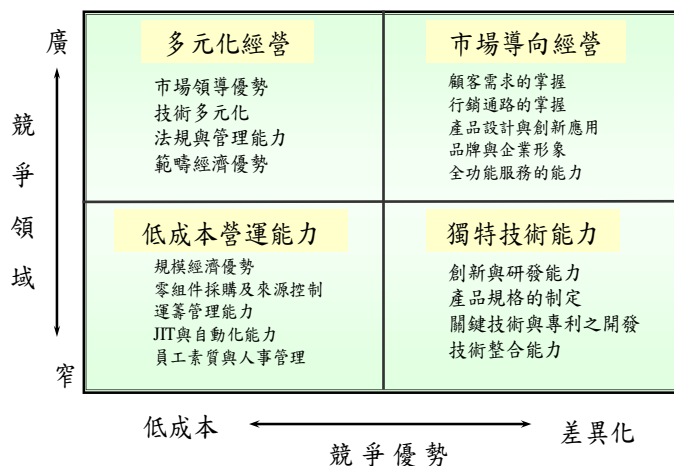 廣
競爭領域
窄
多元化經營
市場領導優勢
技術多元化
法規與管理能力
範疇經濟優勢
市場導向經營
顧客需求的掌握
行銷通路的掌握
產品設計與創新應用
品牌與企業形象
全功能服務的能力
低成本營運能力
規模經濟優勢
零組件採購及來源控制
運籌管理能力
JIT與自動化能力
員工素質與人事管理
獨特技術能力
創新與研發能力
產品規格的制定
關鍵技術與專利之開發
技術整合能力
低成本
競爭優勢
差異化